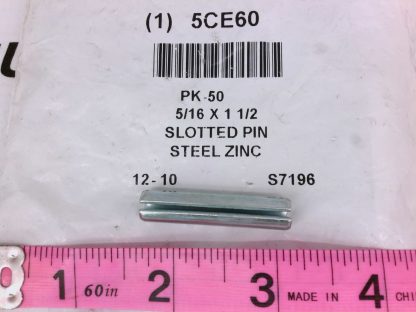 (1) 5CE60
PK-50
5/16 X 1 1/2
SLOTTED PIN
STEEL ZINC
12-10 S7196
1 60in 2 3 MADE IN 4 CHI